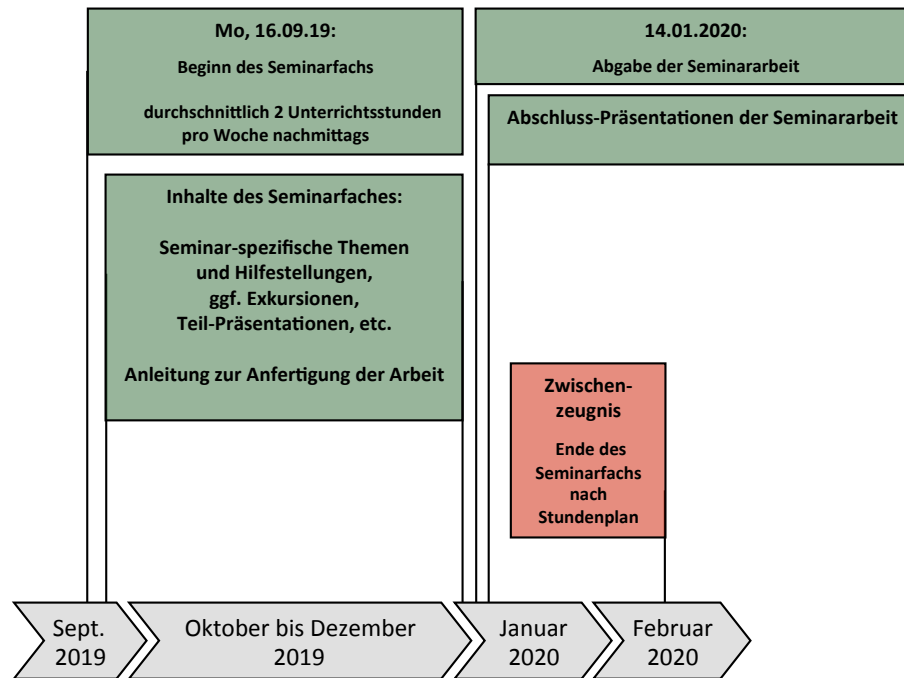 Mo, 16.09.19:
Beginn des Seminarfachs
durchschnittlich 2 Unterrichtsstunden
pro Woche nachmittags
14.01.2020:
Abgabe der Seminararbeit
Abschluss-Präsentationen der Seminararbeit
Inhalte des Seminarfaches:
Seminar-spezifische Themen
und Hilfestellungen,
ggf. Exkursionen,
Teil-Präsentationen, etc.
Anleitung zur Anfertigung der Arbeit
Zwischen-
zeugnis
Ende des
Seminarfachs
nach
Stundenplan
Sept.
2019
Oktober bis Dezember
2019
Januar
2020
Februar
2020